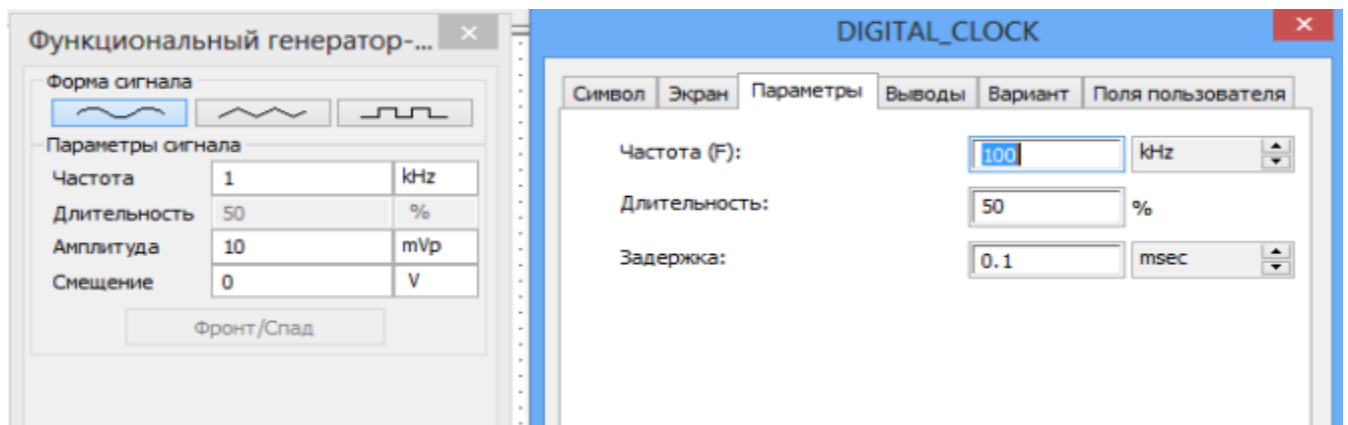 Функциональный генератор-...
Форма сигнала
Параметры сигнала
Частота 1 kHz
Длительность 50 %
Амплитуда 10 mVp
Смещение 0 V
Фронт/Спад
DIGITAL_CLOCK
Символ Экран Параметры Выводы Вариант Поля пользователя
Частота (F): 100 kHz
Длительность: 50 %
Задержка: 0.1 msec